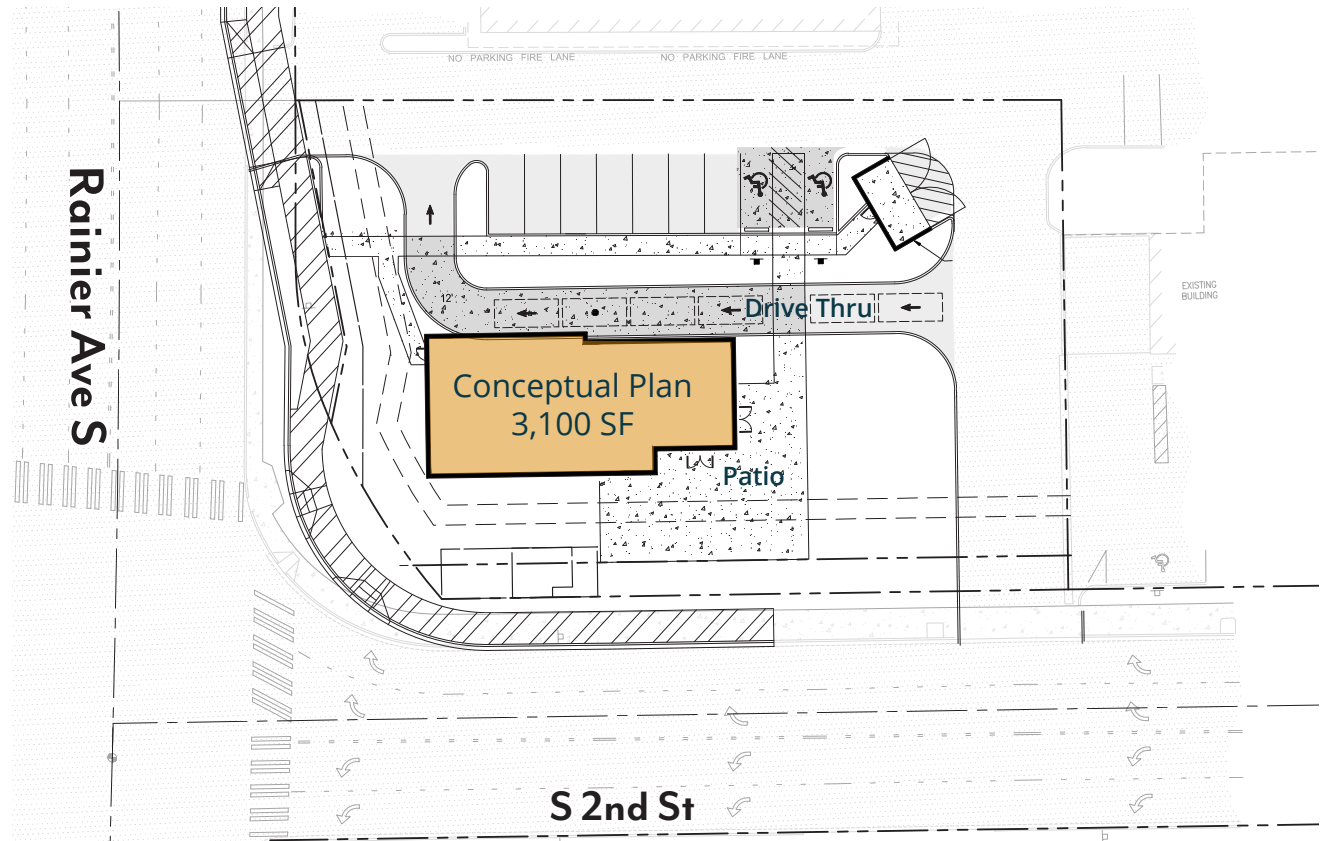 NO PARKING FIRE LANE
NO PARKING FIRE LANE
Rainier Ave S
EXISTING
BUILDING
12'
Drive Thru
Conceptual Plan
3,100 SF
Patio
S 2nd St